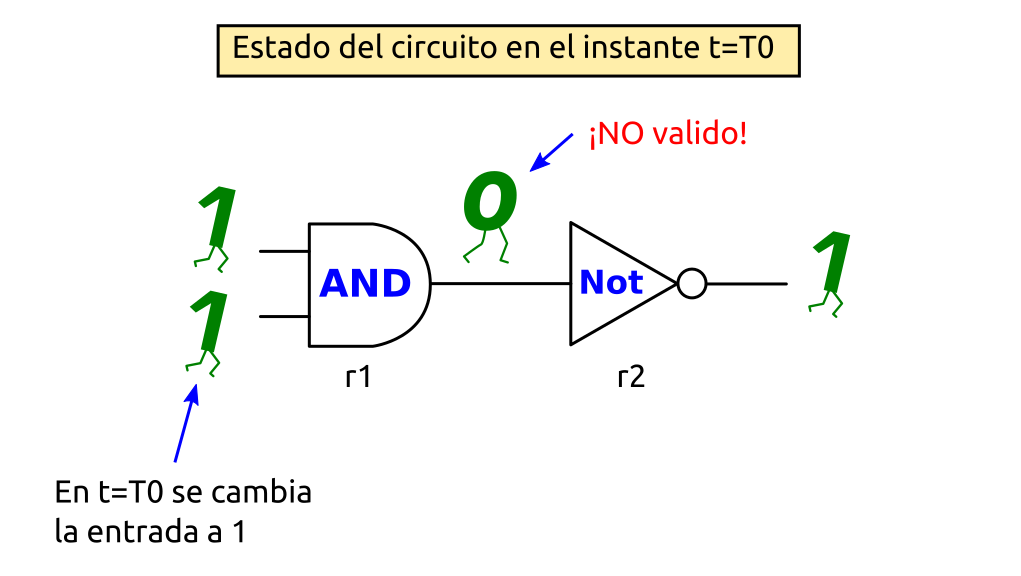 Estado del circuito en el instante t=T0
¡NO valido!
1
0
1
1
AND
Not
r1
r2
En t=T0 se cambia
la entrada a 1